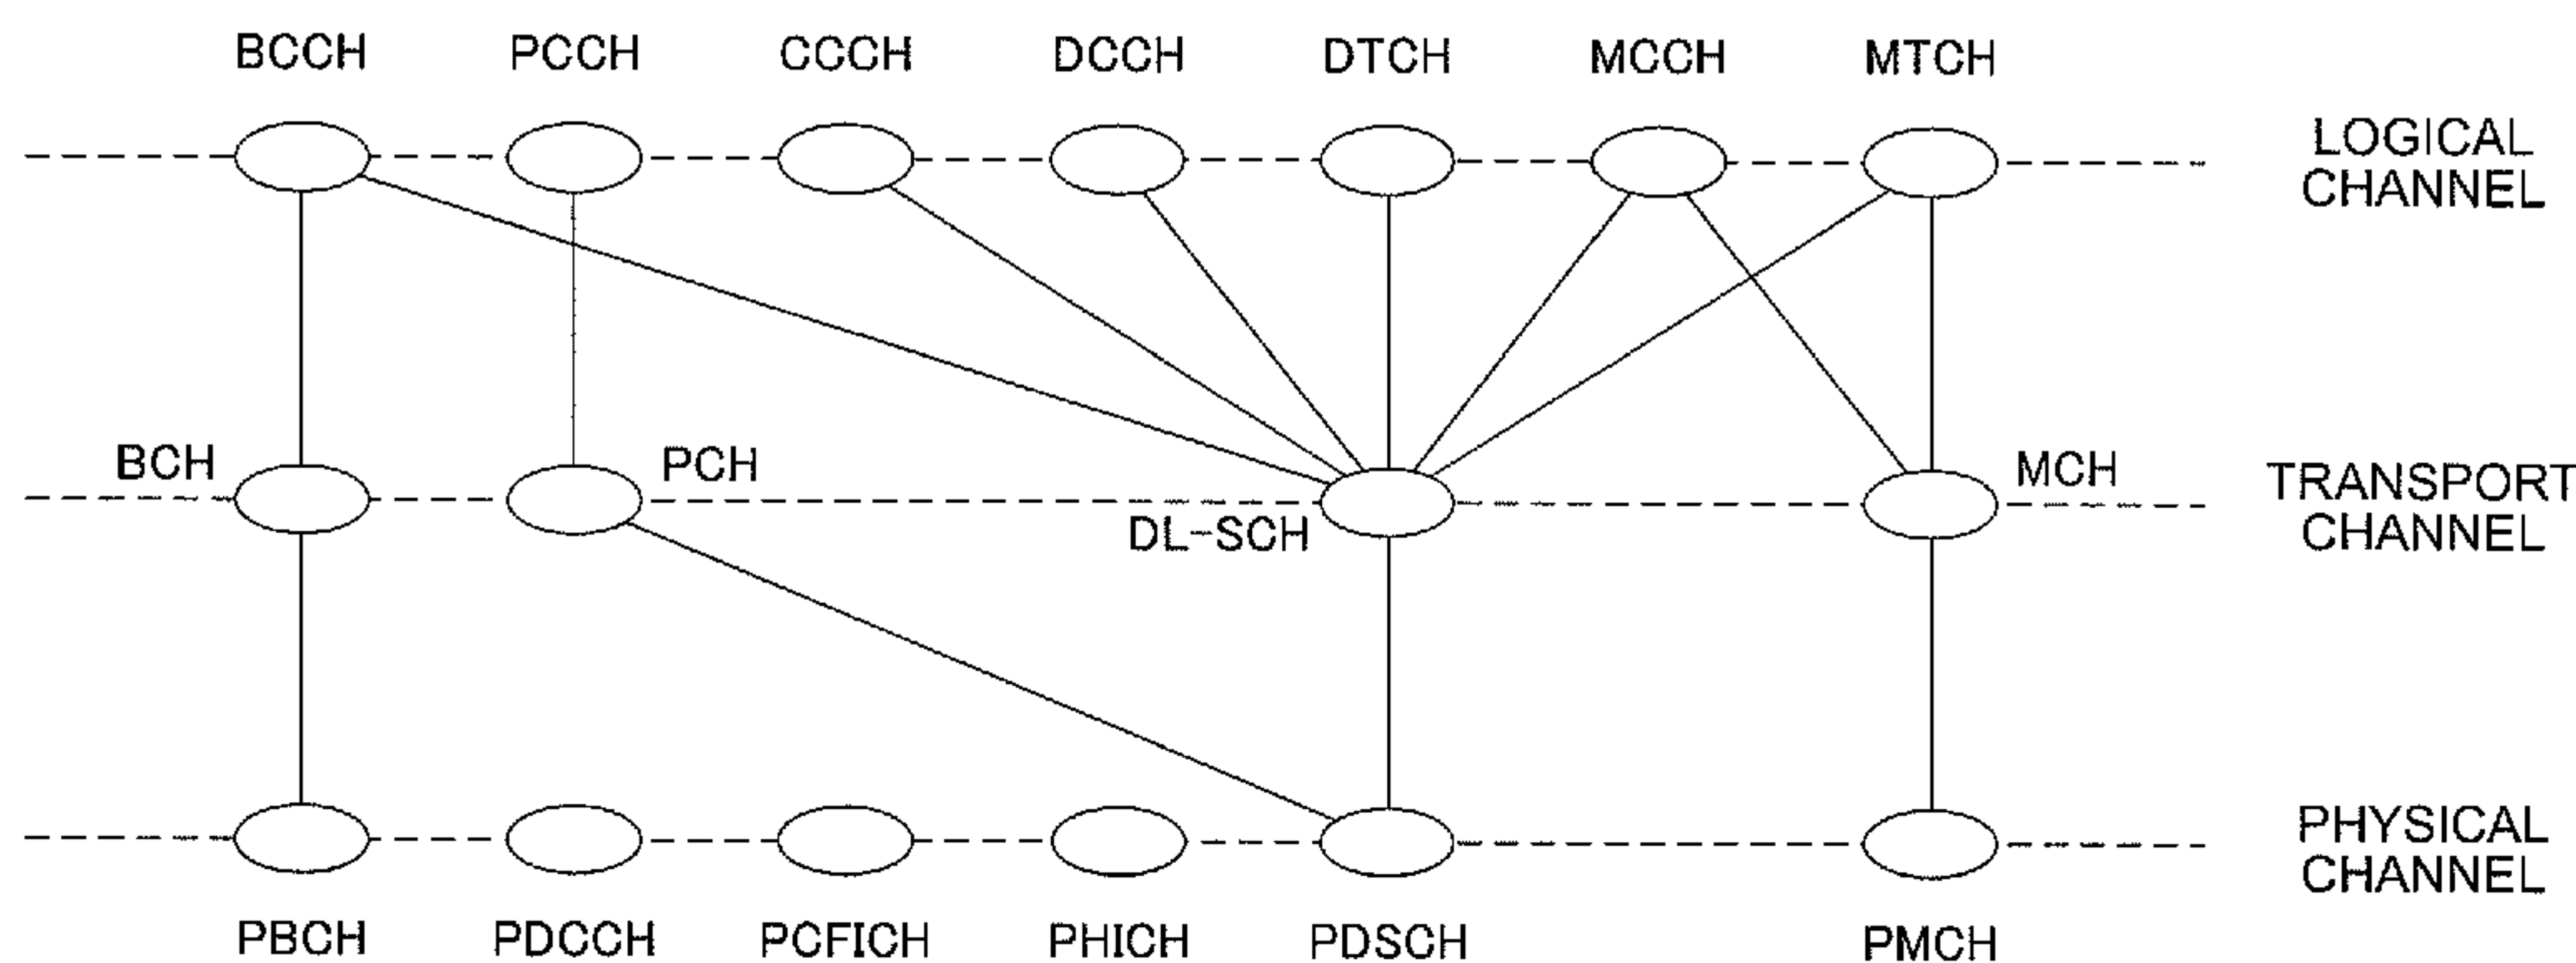 BCCH PCCH CCCH DCCH DTCH MCCH MTCH
LOGICAL
CHANNEL
BCH PCH DL-SCH MCH
TRANSPORT
CHANNEL
PHYSICAL
CHANNEL
PBCH PDCCH PCFICH PHICH PDSCH PMCH